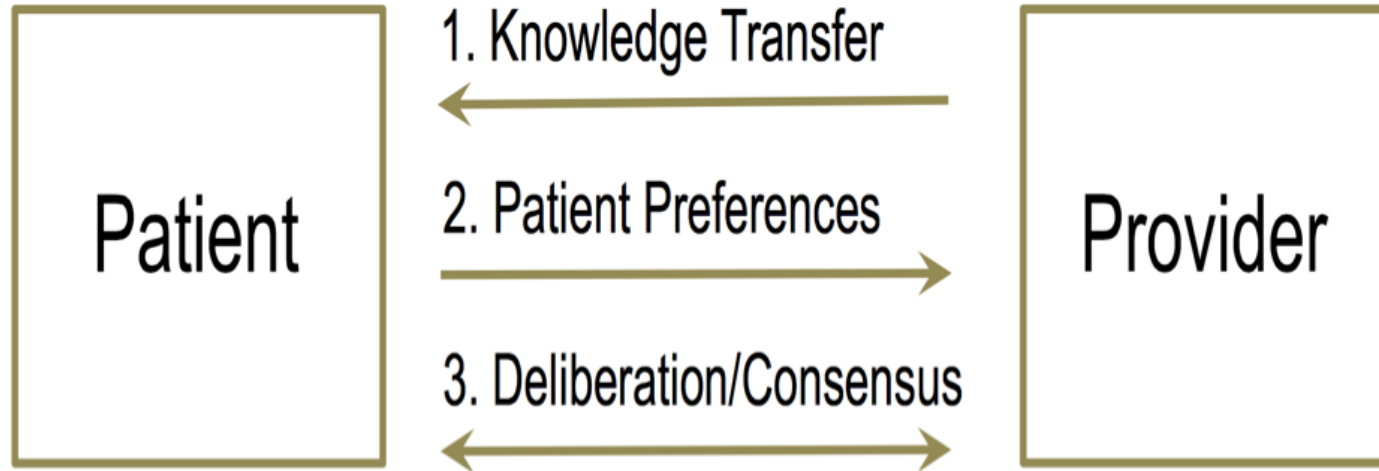 1. Knowledge Transfer
Patient
2. Patient Preferences
Provider
3. Deliberation/Consensus